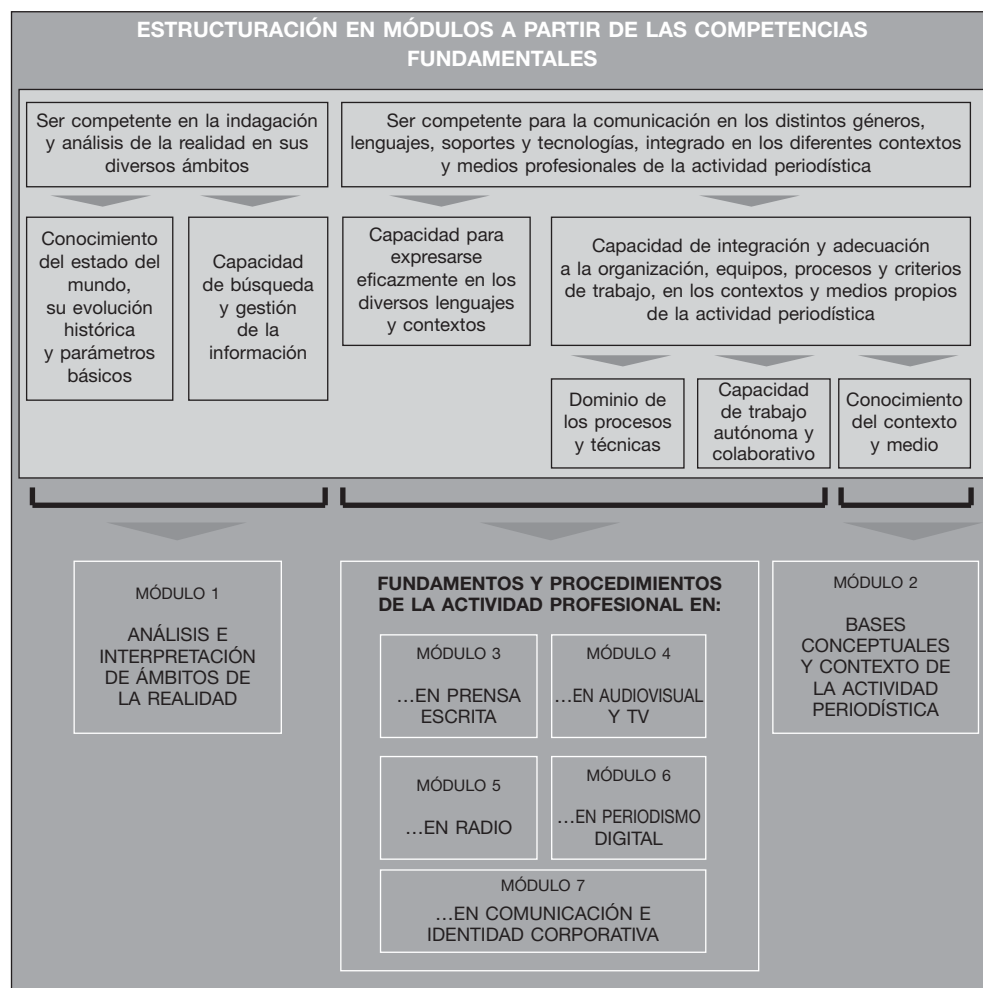 ESTRUCTURACIÓN EN MÓDULOS A PARTIR DE LAS COMPETENCIAS
FUNDAMENTALES
Ser competente en la indagación
y análisis de la realidad en sus
diversos ámbitos
Ser competente para la comunicación en los distintos géneros,
lenguajes, soportes y tecnologías, integrado en los diferentes contextos
y medios profesionales de la actividad periodística
Conocimiento
del estado del
mundo,
su evolución
histórica
y parámetros
básicos
Capacidad
de búsqueda
y gestión
de la
información
Capacidad para
expresarse
eficazmente en los
diversos lenguajes
y contextos
Capacidad de integración y adecuación
a la organización, equipos, procesos y criterios
de trabajo, en los contextos y medios propios
de la actividad periodística
Dominio de
los procesos
y técnicas
Capacidad
de trabajo
autónoma y
colaborativo
Conocimiento
del contexto
y medio
MÓDULO 1
ANÁLISIS E
INTERPRETACIÓN
DE ÁMBITOS DE
LA REALIDAD
FUNDAMENTOS Y PROCEDIMIENTOS
DE LA ACTIVIDAD PROFESIONAL EN:
MÓDULO 3
…EN PRENSA
ESCRITA
MÓDULO 4
…EN AUDIOVISUAL
Y TV
MÓDULO 5
…EN RADIO
MÓDULO 6
…EN PERIODISMO
DIGITAL
MÓDULO 7
…EN COMUNICACIÓN E
IDENTIDAD CORPORATIVA
MÓDULO 2
BASES
CONCEPTUALES
Y CONTEXTO DE
LA ACTIVIDAD
PERIODÍSTICA